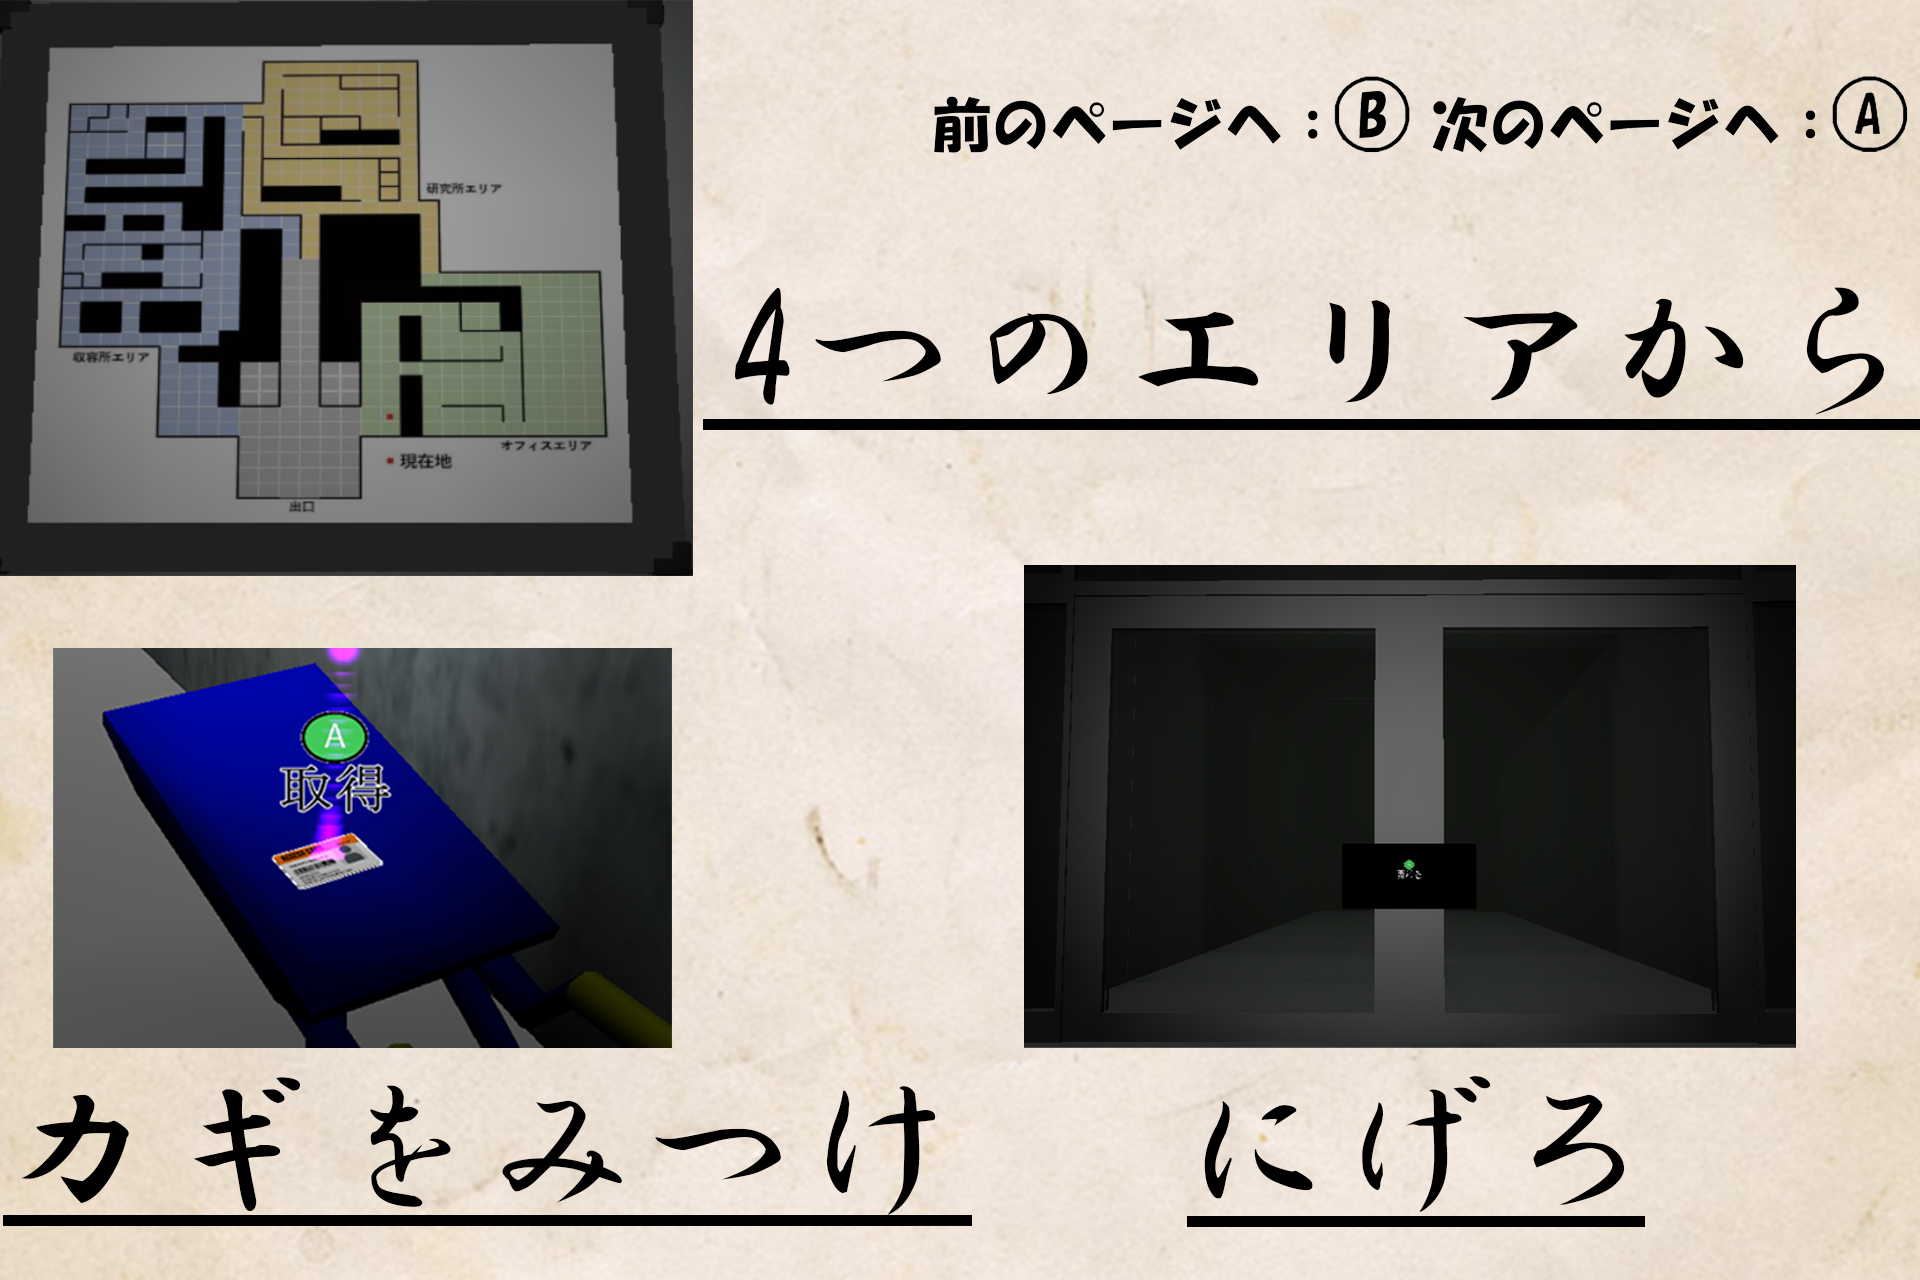 前のページへ：Ⓑ 次のページへ：Ⓐ
研究所エリア
収容所エリア
オフィスエリア
現在地
出口
4つのエリアから
A
取得
カギをみつけ
にげろ